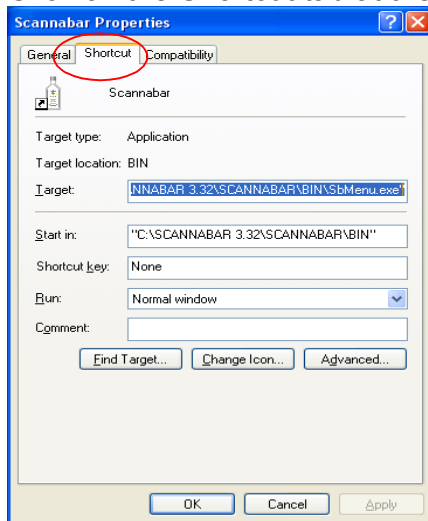 Scannabar Properties
General Shortcut Compatibility
Scannabar
Target type: Application
Target location: BIN
Target: .NNABAR 3.32\SCANNABAR\BIN\SbMenu.exe"
Start in: "C:\SCANNABAR 3.32\SCANNABAR\BIN"
Shortcut key: None
Run: Normal window
Comment:
Find Target... Change Icon... Advanced...
OK Cancel Apply